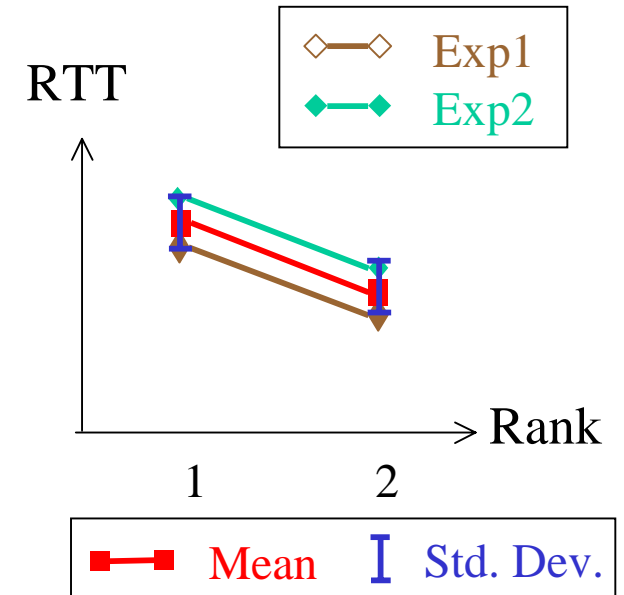 Exp1
Exp2
RTT
Rank
1 2
Mean Std. Dev.